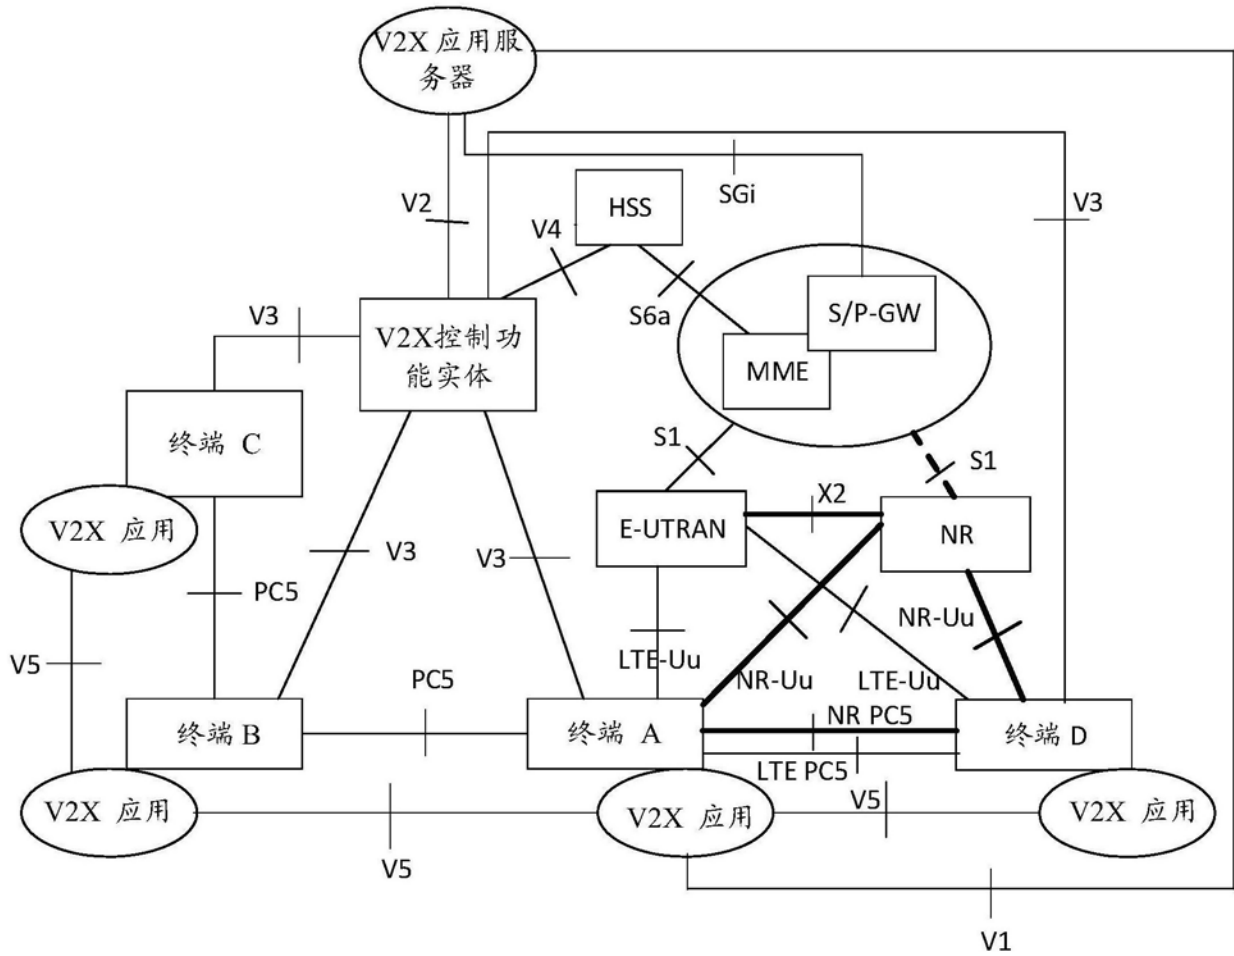 V2X 应用服
务器
V2
SGi
HSS
V4
V3
S6a
S/P-GW
MME
V3
V2X控制功
能实体
终端 C
V2X 应用
S1
S1
X2
E-UTRAN
NR
V3
V3
PC5
V5
LTE-Uu
NR-Uu
NR-Uu
LTE-Uu
PC5
NR PC5
LTE PC5
终端 B
终端 A
终端 D
V2X 应用
V5
V2X 应用
V5
V2X 应用
V1